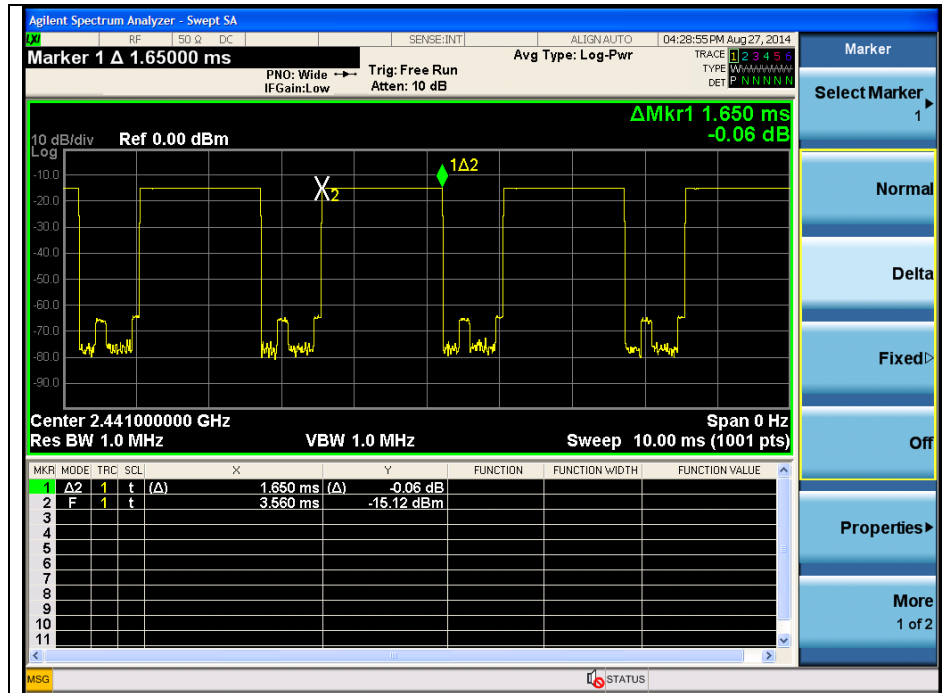 Agilent Spectrum Analyzer - Swept SA
LXI RF 50 Ω DC SENSE:INT ALIGN AUTO 04:28:55 PM Aug 27, 2014
Marker 1 Δ 1.65000 ms
PNO: Wide
IFGain:Low
Trig: Free Run
Atten: 10 dB
Avg Type: Log-Pwr
TRACE 1 2 3 4 5 6
TYPE
DET P N N N N N
ΔMkr1 1.650 ms
-0.06 dB
10 dB/div Ref 0.00 dBm
Log
1Δ2
-10.0
2
-20.0
-30.0
-40.0
-50.0
-60.0
-70.0
-80.0
-90.0
Center 2.441000000 GHz Span 0 Hz
Res BW 1.0 MHz VBW 1.0 MHz Sweep 10.00 ms (1001 pts)
MKR MODE TRC SCL X Y FUNCTION FUNCTION WIDTH FUNCTION VALUE
1 Δ2 1 t (Δ) 1.650 ms (Δ) -0.06 dB
2 F 1 t 3.560 ms -15.12 dBm
3
4
5
6
7
8
9
10
11
MSG STATUS
Marker
Select Marker
1
Normal
Delta
Fixed
Off
Properties
More
1 of 2